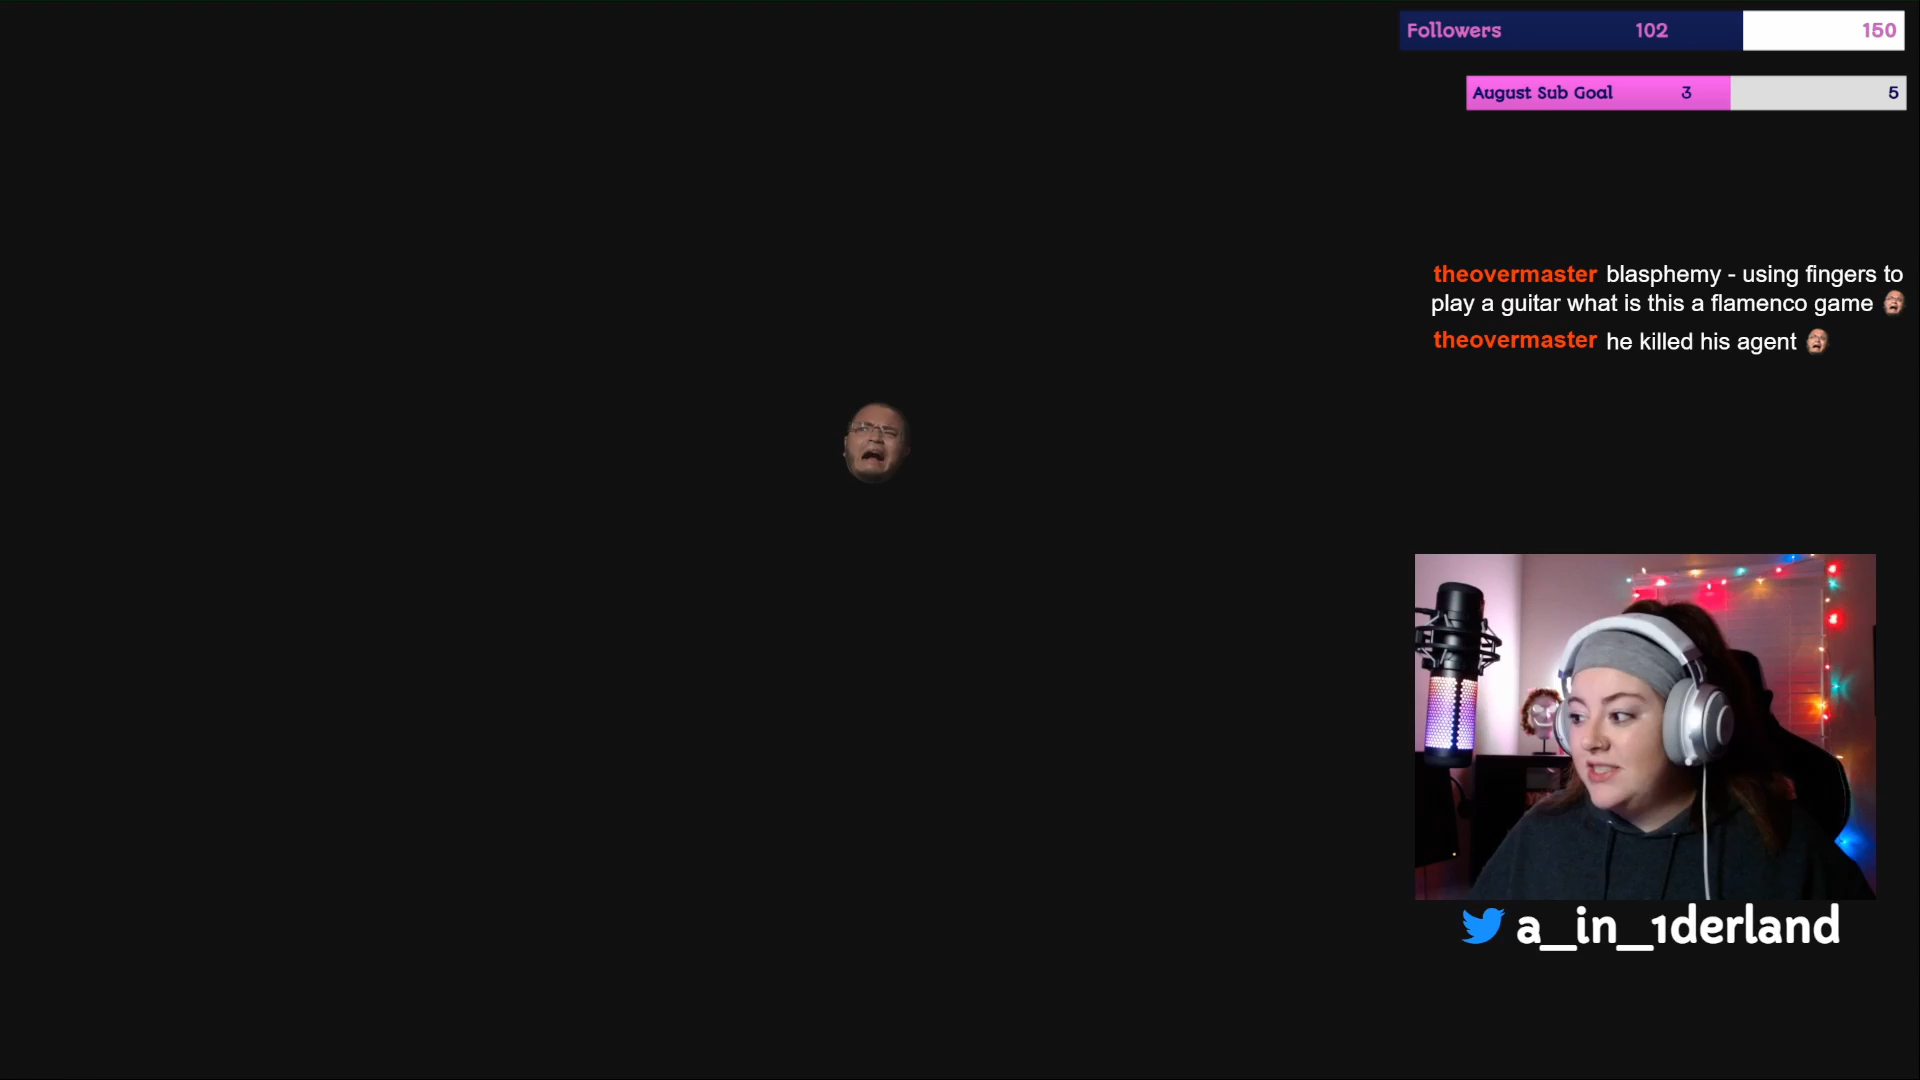 Followers 102 150
August Sub Goal 3 5
theovermaster blasphemy - using fingers to
play a guitar what is this a flamenco game
theovermaster he killed his agent
a_in_1derland